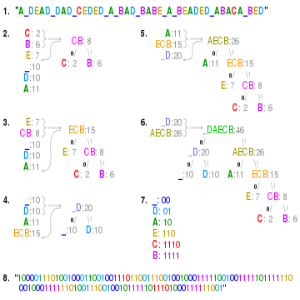 1. "A_DEAD_DAD_CEDED_A_BAD_BABE_A_BEADED_ABACA_BED"
2.
C: 2
B: 6
E: 7
_:10
D:10
A:11
CB: 8
0/ \1
C: 2 B: 6
3.
E: 7
CB: 8
_:10
D:10
A:11
ECB:15
0/ \1
E: 7 CB: 8
0/ \1
C: 2 B: 6
4.
_:10
D:10
A:11
ECB:15
_D:20
0/ \1
_:10 D:10
5.
A:11
ECB:15
_D:20
AECB:26
0/ \1
A:11 ECB:15
0/ \1
E: 7 CB: 8
0/ \1
C: 2 B: 6
6.
_D:20
AECB:26
_DAECB:46
0/ \1
_D:20 AECB:26
0/ \1 0/ \1
_:10 D:10 A:11 ECB:15
0/ \1
E: 7 CB: 8
0/ \1
C: 2 B: 6
7.
_: 00
D: 01
A: 10
E: 110
C: 1110
B: 1111
8. "100001110100100011001001110110011100100100011111001001111101111110
0010001111110100111001001011111011101000111111001"